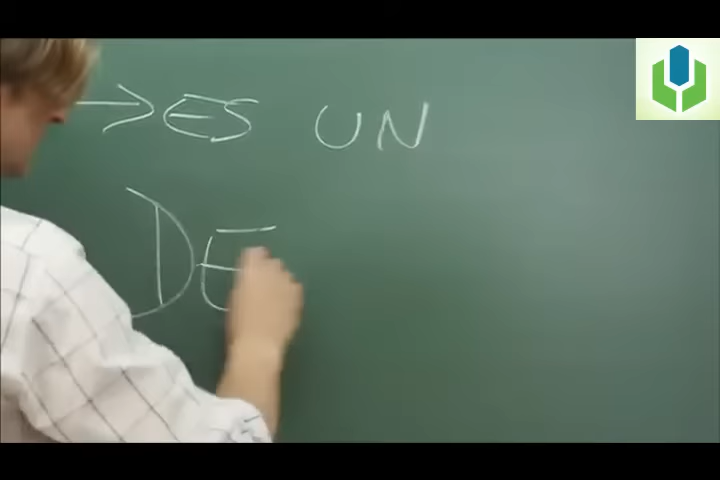 → ES UN
DE